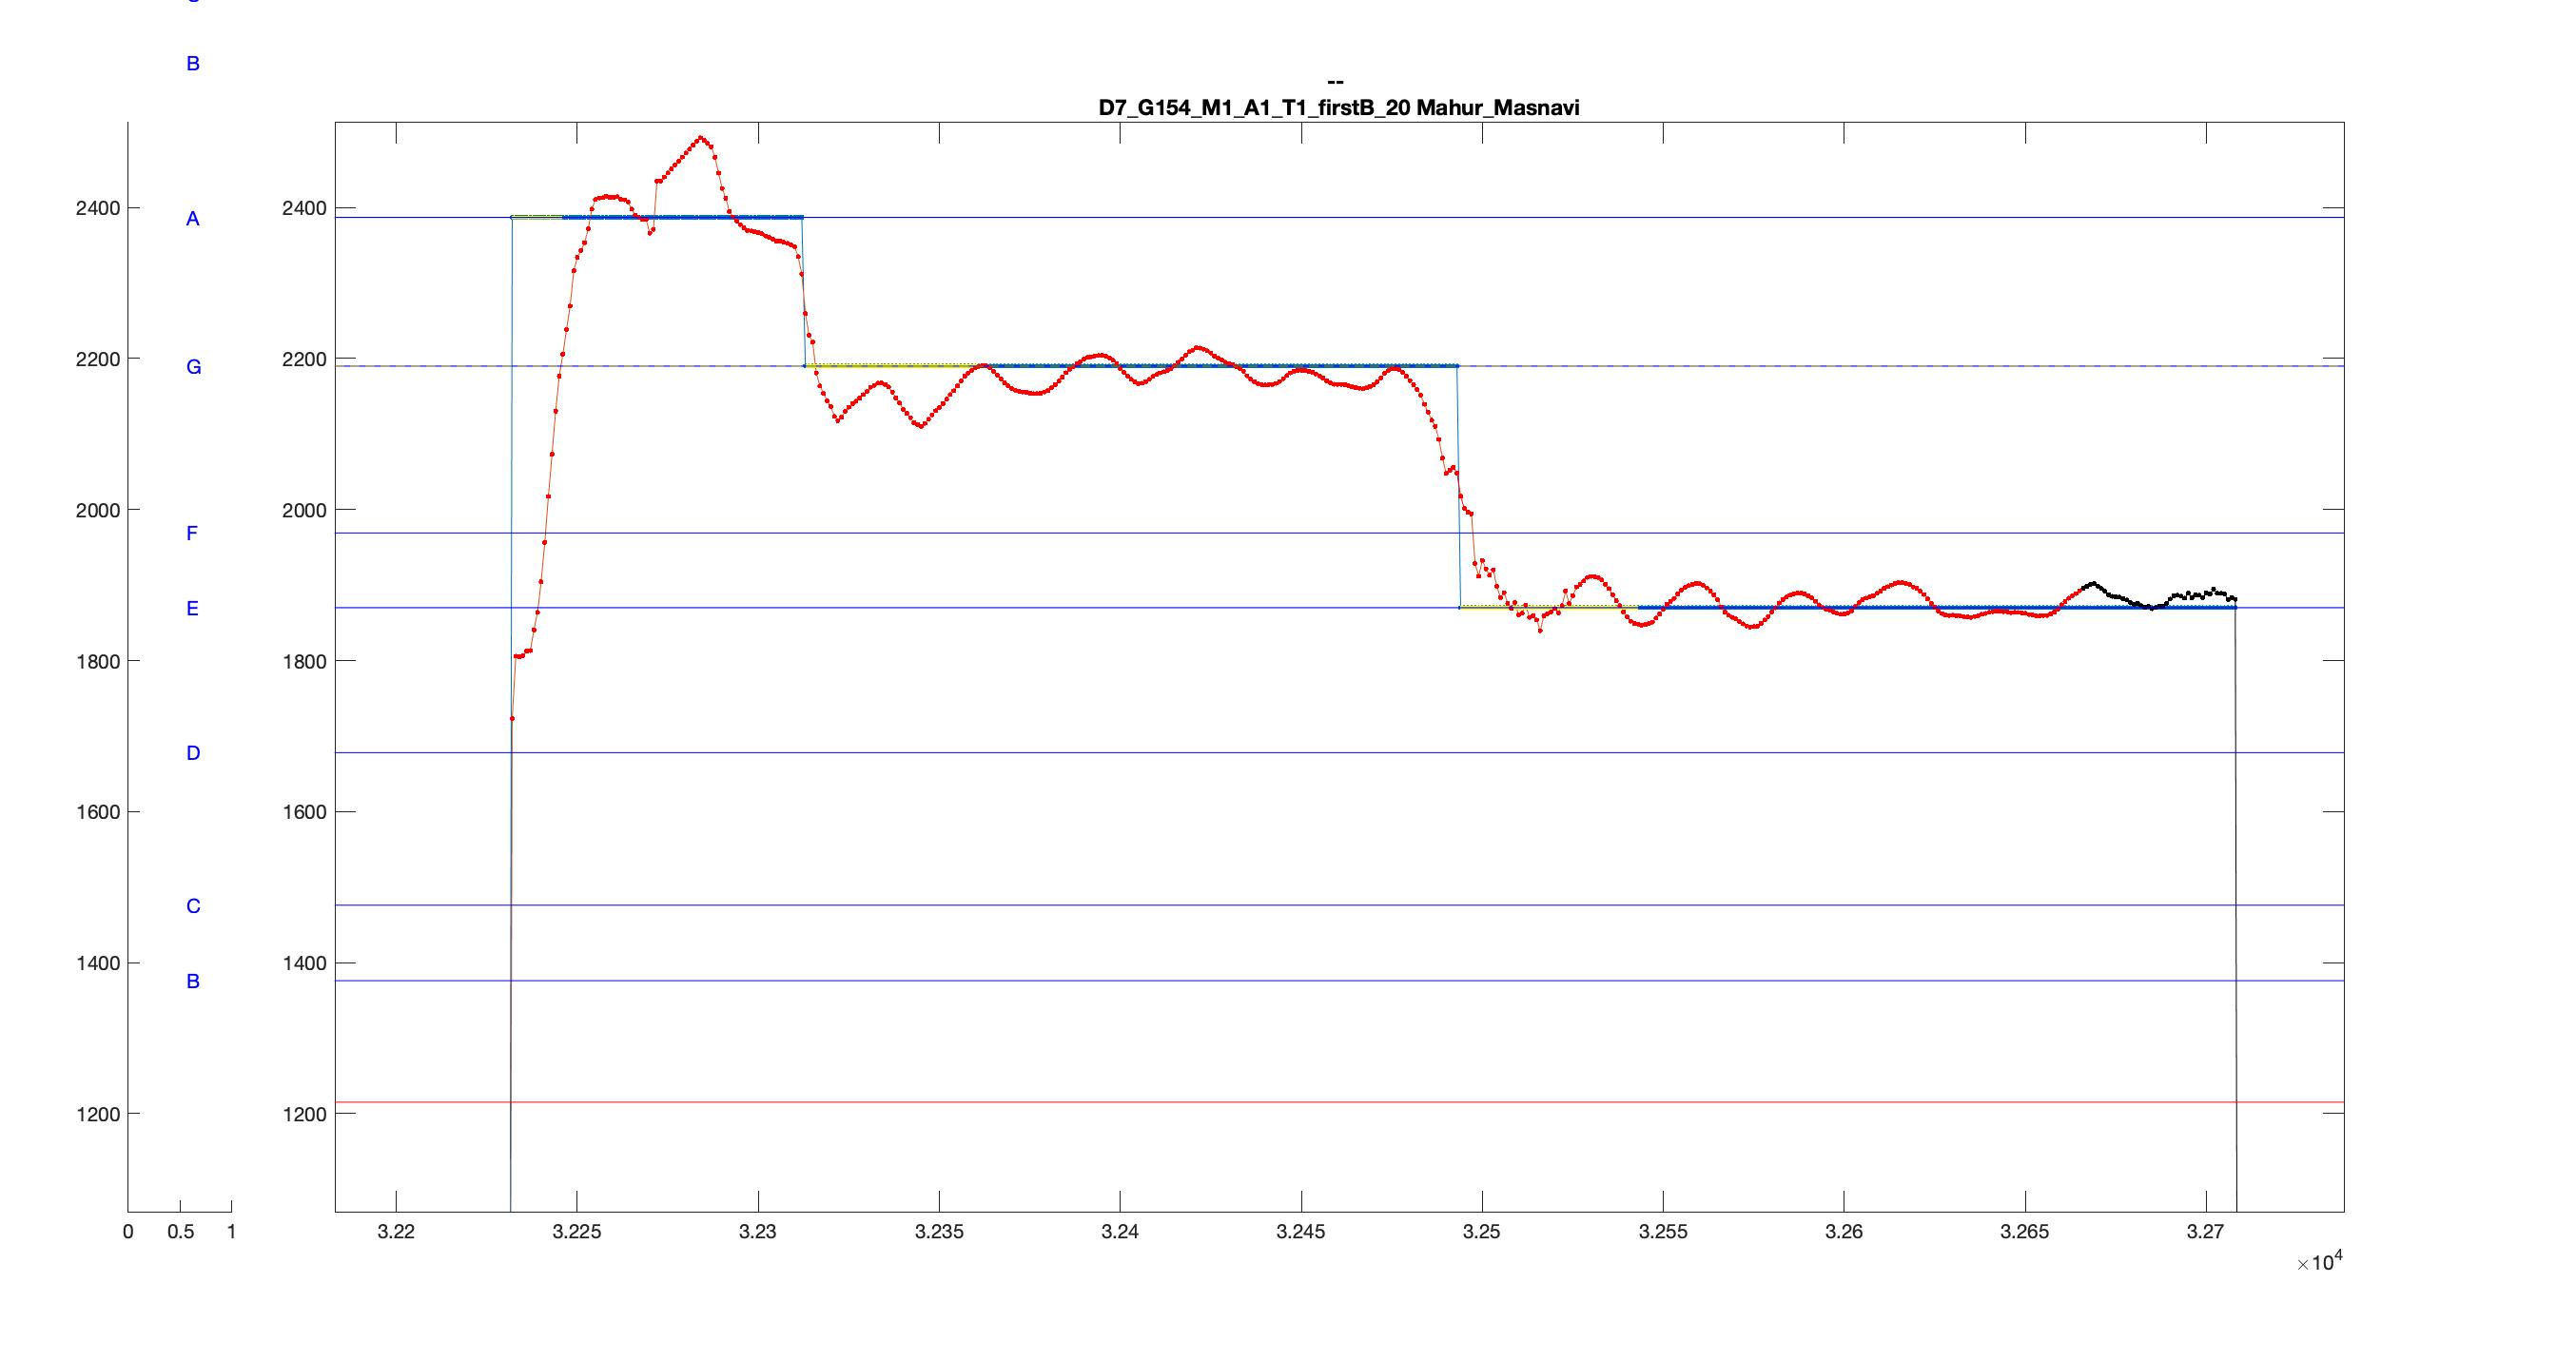 B
--
D7_G154_M1_A1_T1_firstB_20 Mahur_Masnavi
2400 A 2400
2200 G 2200
2000 2000
F
E
1800 1800
D
1600 1600
C
1400 1400
B
1200 1200
0 0.5 1 3.22 3.225 3.23 3.235 3.24 3.245 3.25 3.255 3.26 3.265 3.27
×10⁴